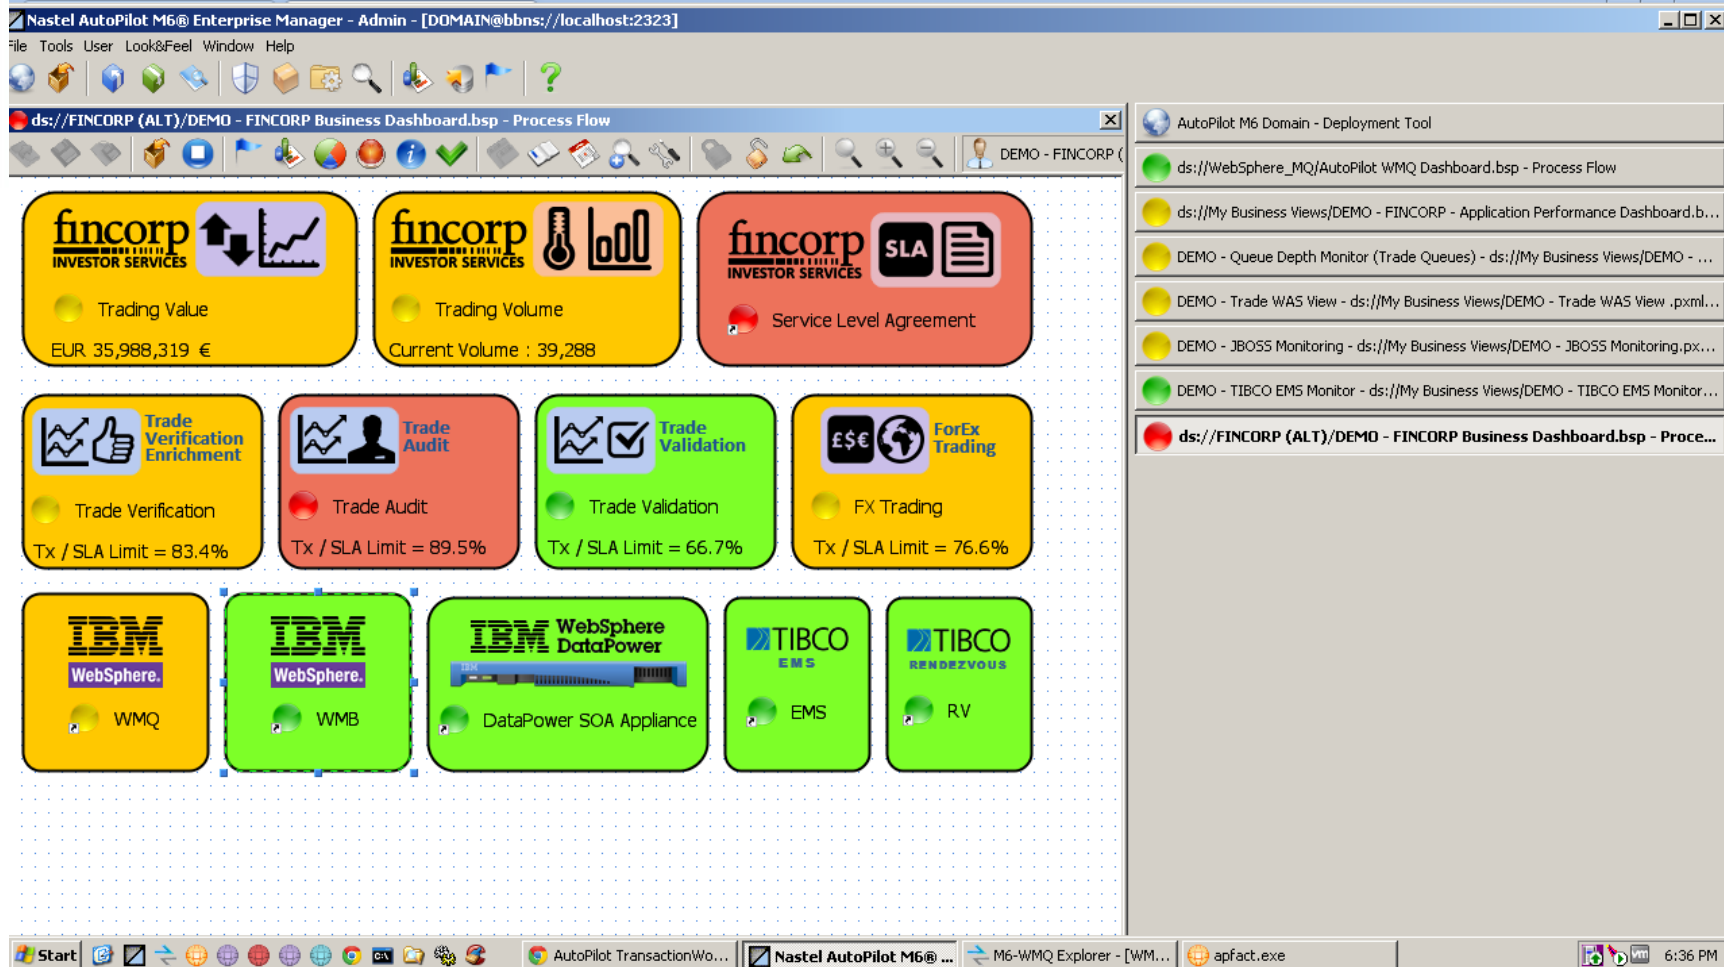 Nastel AutoPilot M6® Enterprise Manager - Admin - [DOMAIN@bbns://localhost:2323]
File Tools User Look&Feel Window Help
ds://FINCORP (ALT)/DEMO - FINCORP Business Dashboard.bsp - Process Flow
DEMO - FINCORP (
fincorp
INVESTOR SERVICES
Trading Value
EUR 35,988,319 €
fincorp
INVESTOR SERVICES
Trading Volume
Current Volume : 39,288
fincorp
INVESTOR SERVICES
SLA
Service Level Agreement
Trade
Verification
Enrichment
Trade Verification
Tx / SLA Limit = 83.4%
Trade
Audit
Trade Audit
Tx / SLA Limit = 89.5%
Trade
Validation
Trade Validation
Tx / SLA Limit = 66.7%
£$€
ForEx
Trading
FX Trading
Tx / SLA Limit = 76.6%
IBM
WebSphere.
WMQ
IBM
WebSphere.
WMB
IBM WebSphere
DataPower
IBM
DataPower SOA Appliance
TIBCO
EMS
EMS
TIBCO
RENDEZVOUS
RV
AutoPilot M6 Domain - Deployment Tool
ds://WebSphere_MQ/AutoPilot WMQ Dashboard.bsp - Process Flow
ds://My Business Views/DEMO - FINCORP - Application Performance Dashboard.b...
DEMO - Queue Depth Monitor (Trade Queues) - ds://My Business Views/DEMO - ...
DEMO - Trade WAS View - ds://My Business Views/DEMO - Trade WAS View .pxml...
DEMO - JBOSS Monitoring - ds://My Business Views/DEMO - JBOSS Monitoring.px...
DEMO - TIBCO EMS Monitor - ds://My Business Views/DEMO - TIBCO EMS Monitor...
ds://FINCORP (ALT)/DEMO - FINCORP Business Dashboard.bsp - Proce...
Start
AutoPilot TransactionWo...
Nastel AutoPilot M6® ...
M6-WMQ Explorer - [WM...
apfact.exe
vm
6:36 PM